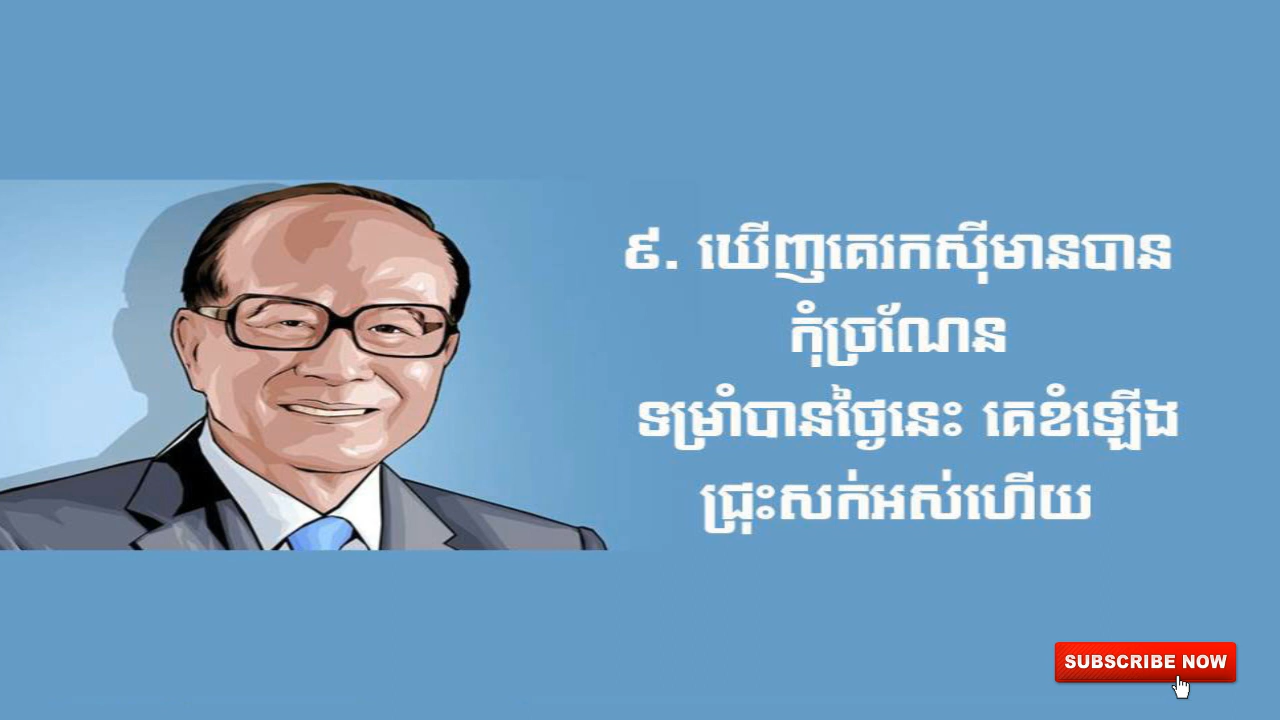 ៩. ឃើញគេរកស៊ីមានបាន
កុំច្រណែន
ទម្រាំបានថ្ងៃនេះ គេខំឡើង
ជ្រុះសក់អស់ហើយ
SUBSCRIBE NOW